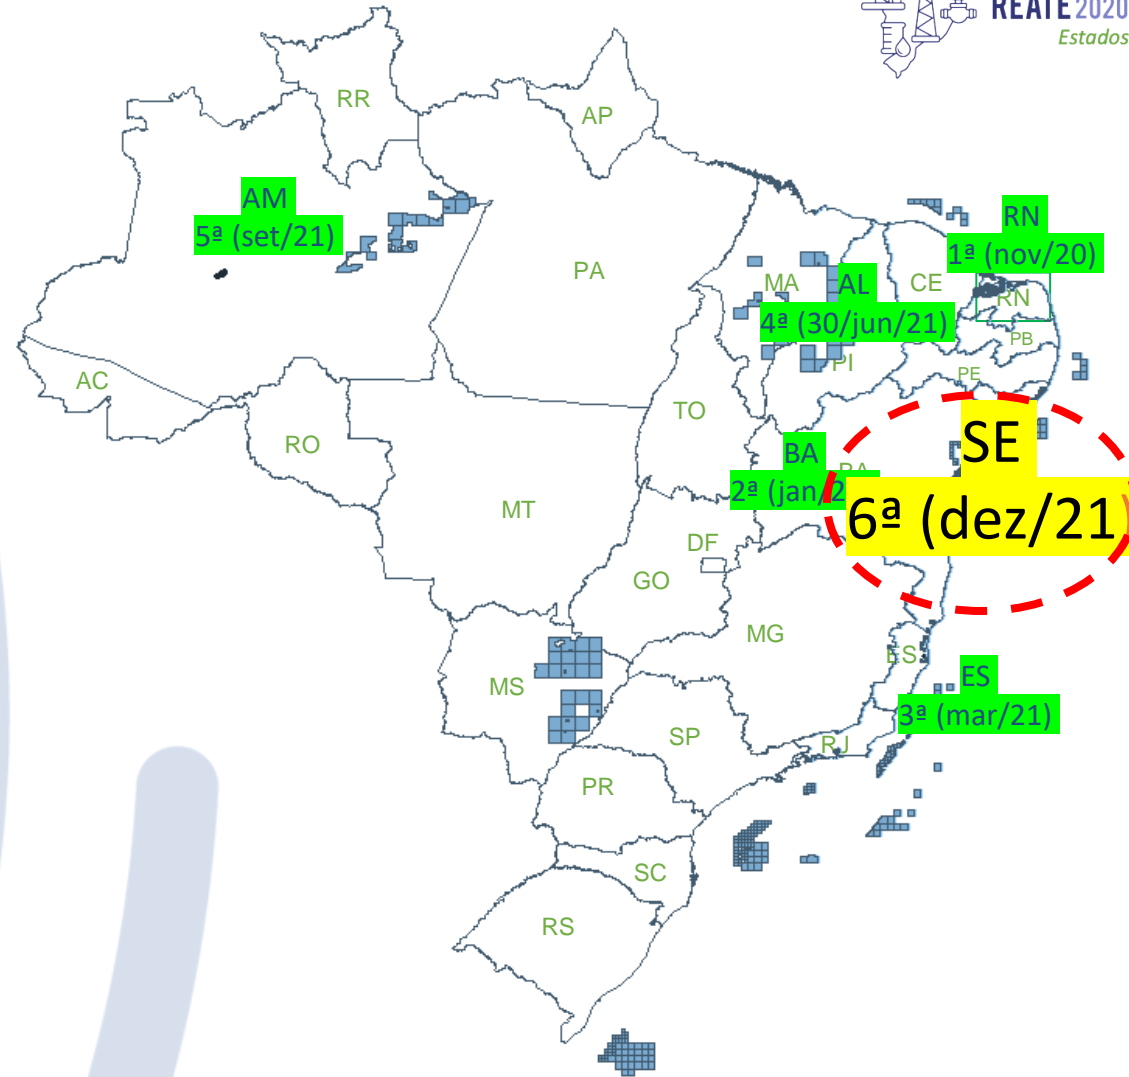 REATE 2020
Estados
RR
AP
AM
5ª (set/21)
RN
1ª (nov/20)
PA
MA
AL
CE
RN
4ª (30/jun/21)
PB
PI
PE
AC
TO
SE
RO
BA
BA
2ª (jan/2
6ª (dez/21)
MT
DF
GO
MG
ES
ES
MS
3ª (mar/21)
SP
RJ
PR
SC
RS